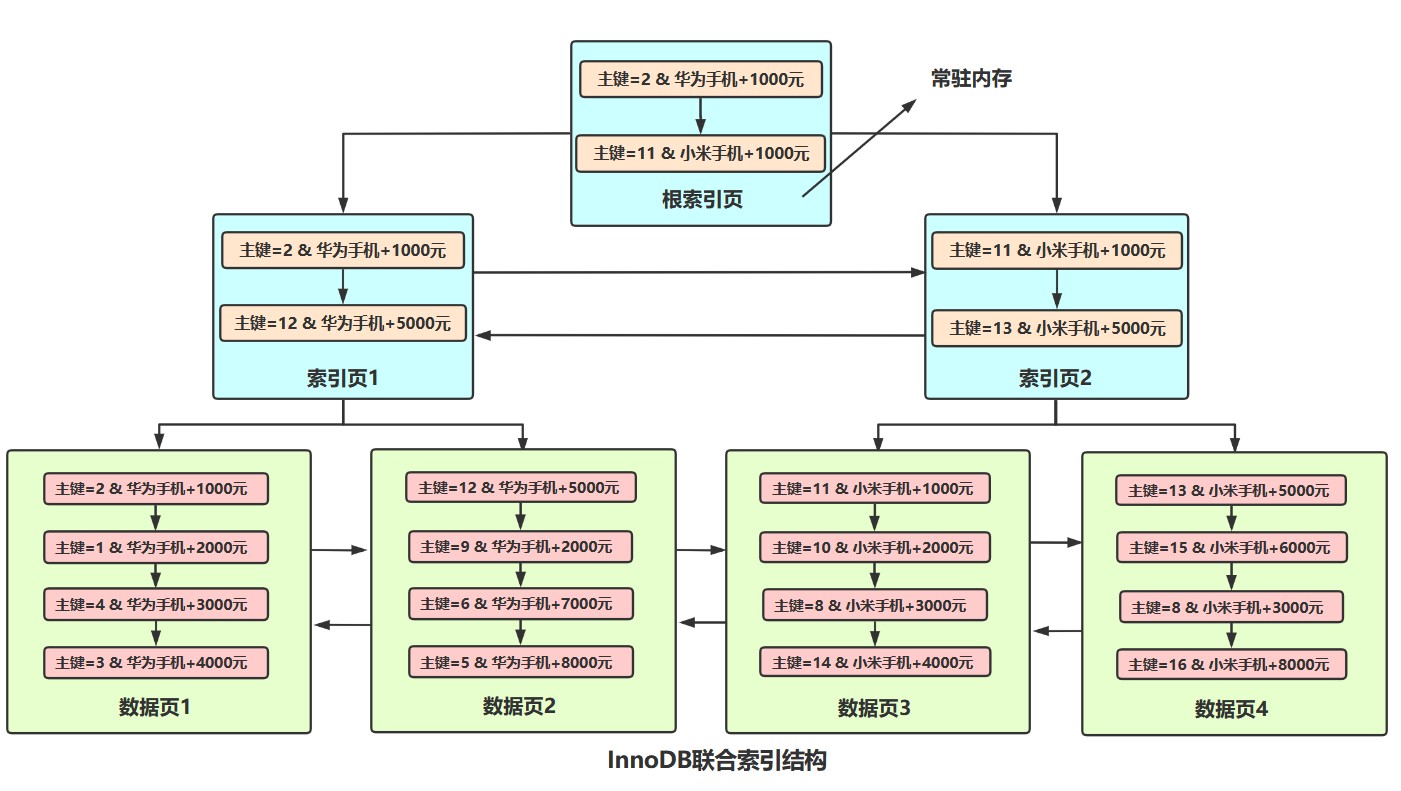 主键=2 & 华为手机+1000元
常驻内存
主键=11 & 小米手机+1000元
根索引页
主键=2 & 华为手机+1000元
主键=12 & 华为手机+5000元
索引页1
主键=11 & 小米手机+1000元
主键=13 & 小米手机+5000元
索引页2
主键=2 & 华为手机+1000元
主键=1 & 华为手机+2000元
主键=4 & 华为手机+3000元
主键=3 & 华为手机+4000元
数据页1
主键=12 & 华为手机+5000元
主键=9 & 华为手机+2000元
主键=6 & 华为手机+7000元
主键=5 & 华为手机+8000元
数据页2
主键=11 & 小米手机+1000元
主键=10 & 小米手机+2000元
主键=8 & 小米手机+3000元
主键=14 & 小米手机+4000元
数据页3
主键=13 & 小米手机+5000元
主键=15 & 小米手机+6000元
主键=8 & 小米手机+3000元
主键=16 & 小米手机+8000元
数据页4
InnoDB联合索引结构